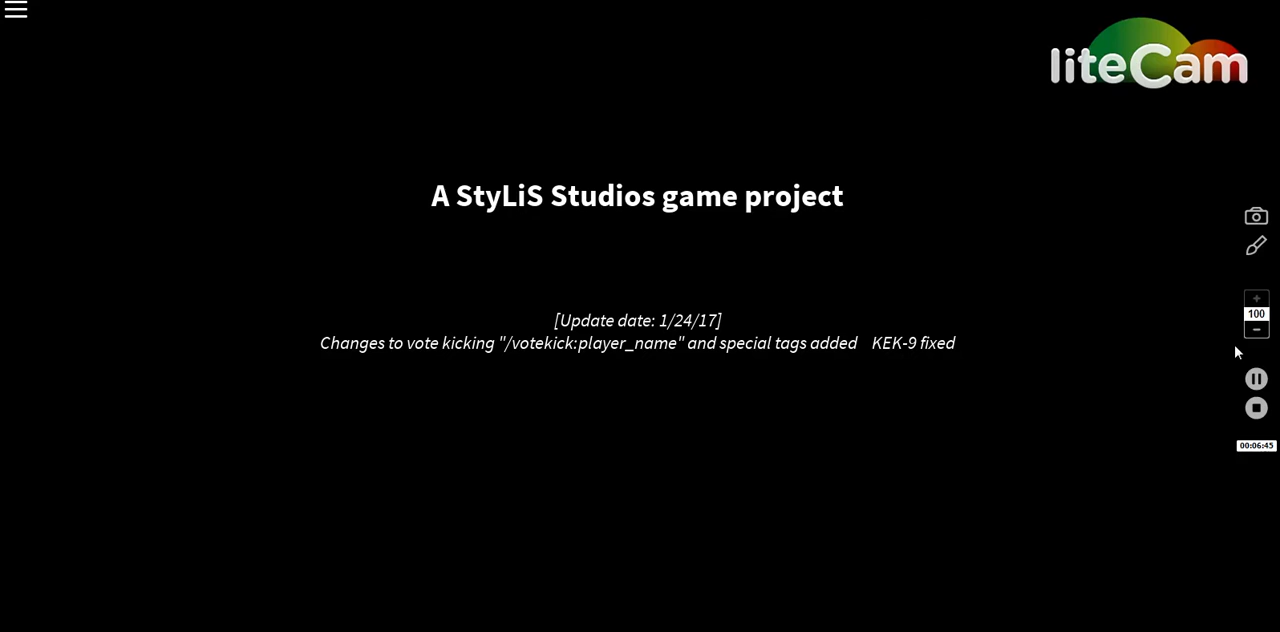 liteCam
A StyLiS Studios game project
100
[Update date: 1/24/17]
Changes to vote kicking "/votekick:player_name" and special tags added KEK-9 fixed
00:06:45